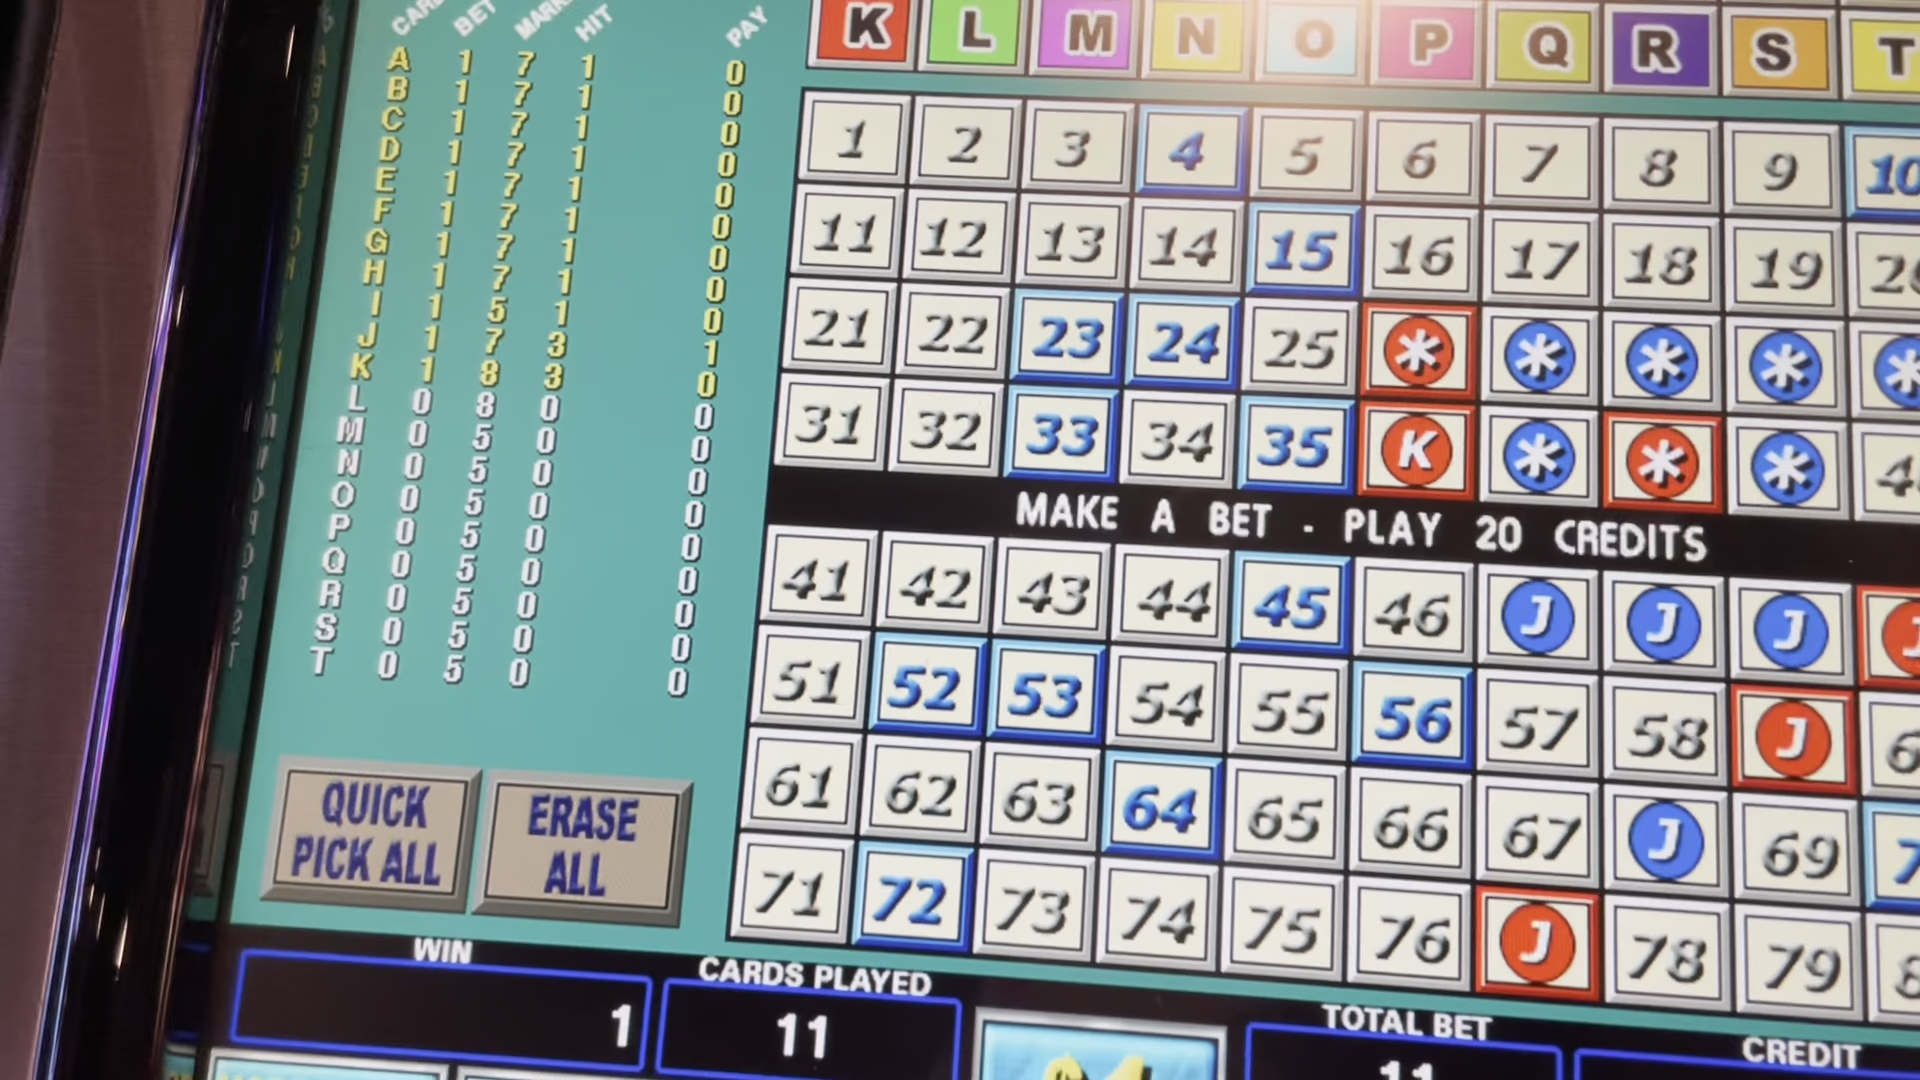 BET HIT PAY
A 1 7 1 0
B 1 7 1 0
C 1 7 1 0
D 1 7 1 0
E 1 7 1 0
F 1 7 1 0
G 1 7 1 0
H 1 7 1 0
I 1 5 1 0
J 1 7 3 1
K 1 8 3 0
L 0 8 0 0
M 0 5 0 0
N 0 5 0 0
O 0 5 0 0
P 0 5 0 0
Q 0 5 0 0
R 0 5 0 0
S 0 5 0 0
T 0 5 0 0
QUICK PICK ALL
ERASE ALL
K L M N O P Q R S T
1 2 3 4 5 6 7 8 9 10
11 12 13 14 15 16 17 18 19
21 22 23 24 25 * * * * *
31 32 33 34 35 K * * *
MAKE A BET - PLAY 20 CREDITS
41 42 43 44 45 46 J J J
51 52 53 54 55 56 57 58 J
61 62 63 64 65 66 67 J 69
71 72 73 74 75 76 J 78 79
WIN
1
CARDS PLAYED
11
TOTAL BET
11
CREDIT